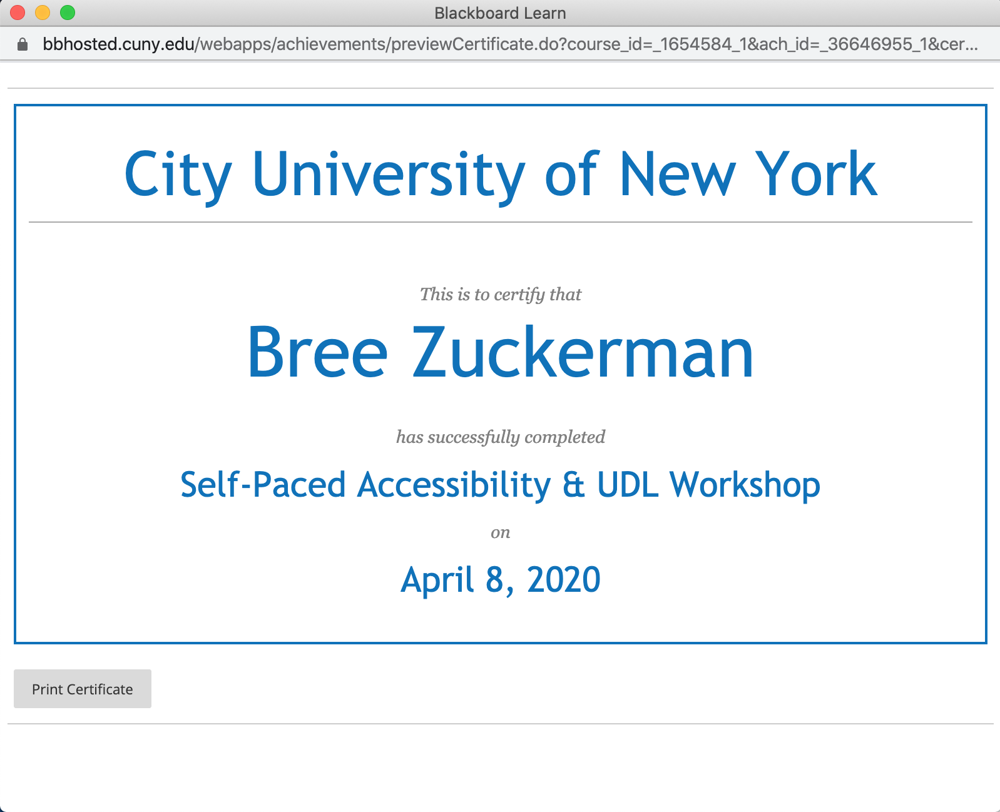 Blackboard Learn
bbhosted.cuny.edu/webapps/achievements/previewCertificate.do?course_id=_1654584_1&ach_id=_36646955_1&cer...
City University of New York
This is to certify that
Bree Zuckerman
has successfully completed
Self-Paced Accessibility & UDL Workshop
on
April 8, 2020
Print Certificate